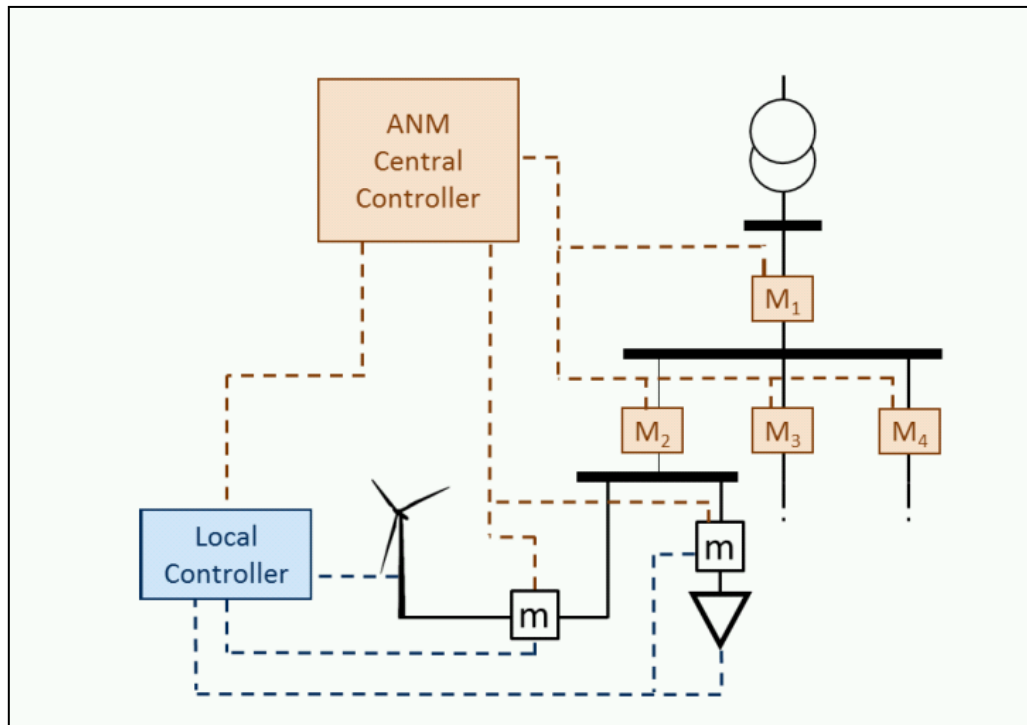 ANM
Central
Controller
M₁
M₂
M₃
M₄
Local
Controller
m
m